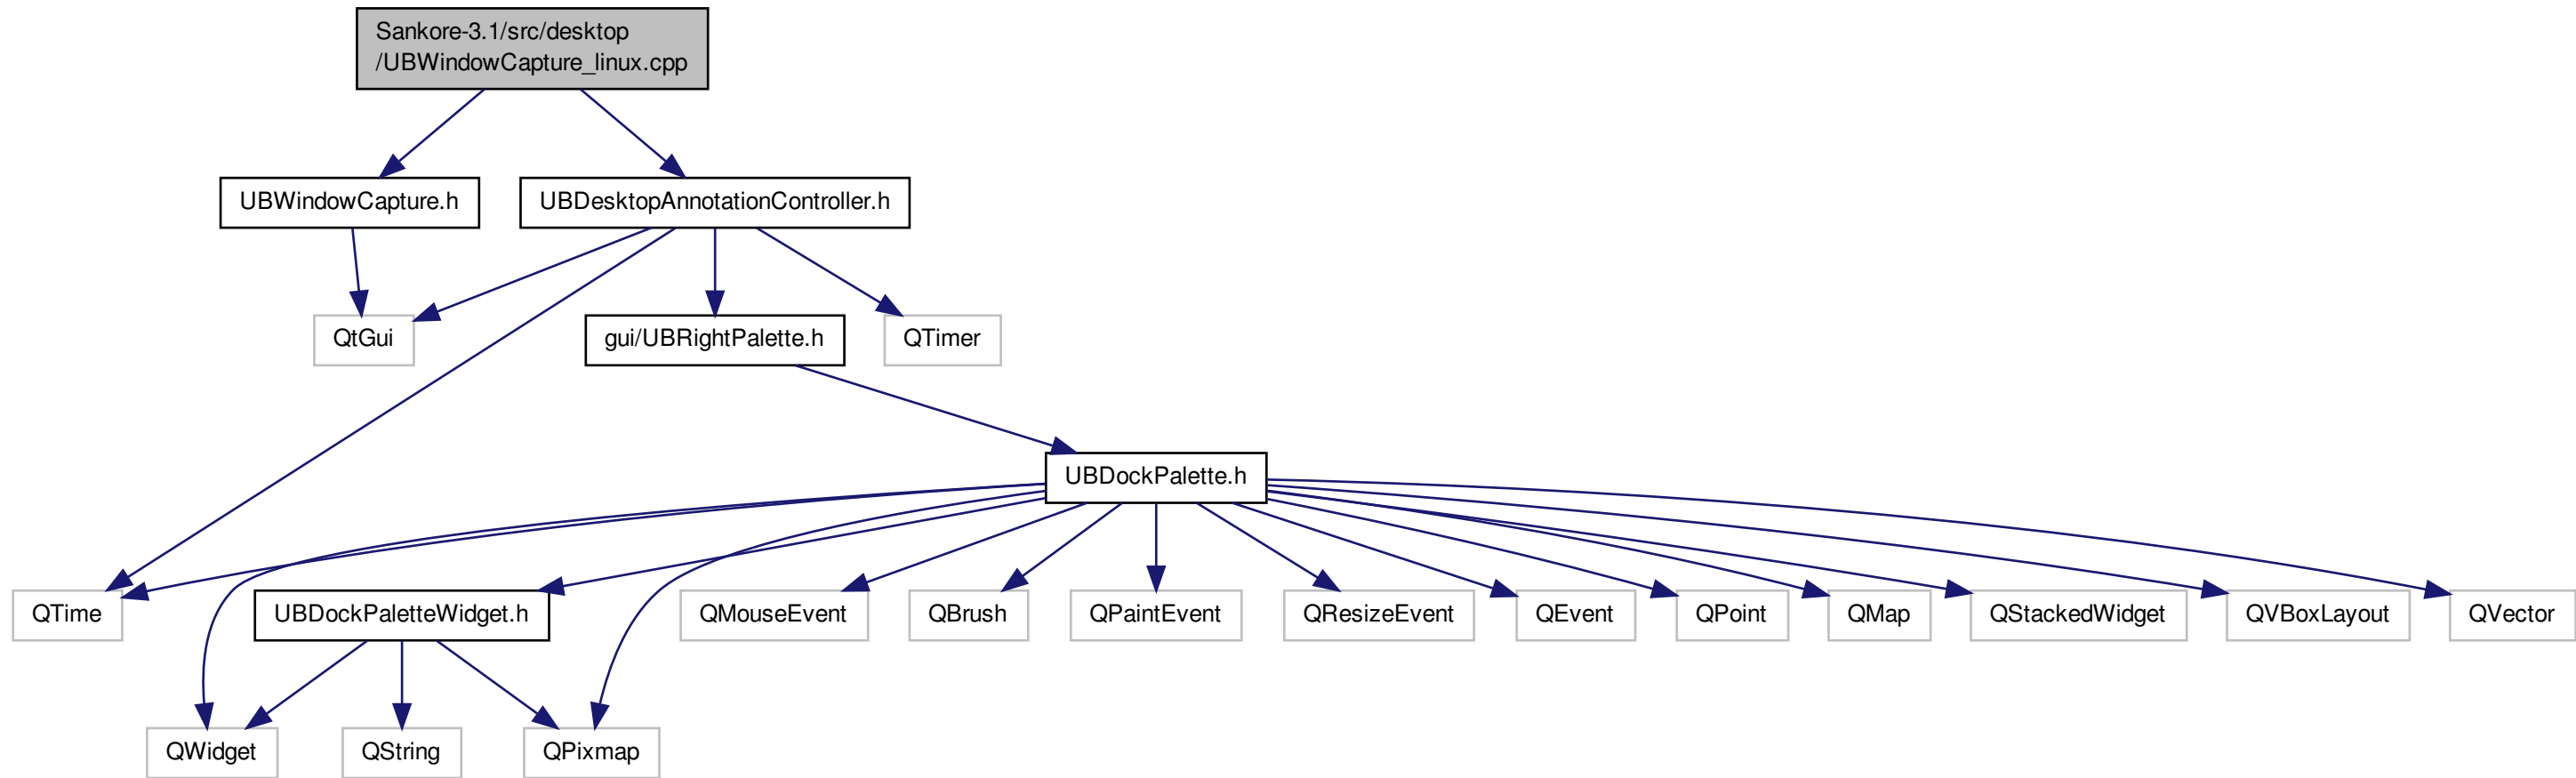 Sankore-3.1/src/desktop
/UBWindowCapture_linux.cpp
UBWindowCapture.h
UBDesktopAnnotationController.h
QtGui
gui/UBRightPalette.h
QTimer
UBDockPalette.h
QTime
UBDockPaletteWidget.h
QMouseEvent
QBrush
QPaintEvent
QResizeEvent
QEvent
QPoint
QMap
QStackedWidget
QVBoxLayout
QVector
QWidget
QString
QPixmap